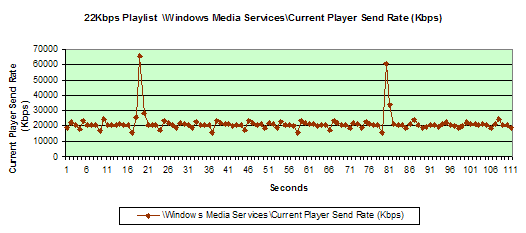 22Kbps Playlist \Windows Media Services\Current Player Send Rate (Kbps)
Current Player Send Rate
(Kbps)
70000
60000
50000
40000
30000
20000
10000
0
1 6 11 16 21 26 31 36 41 46 51 56 61 66 71 76 81 86 91 96 101 106 111
Seconds
\Windows Media Services\Current Player Send Rate (Kbps)